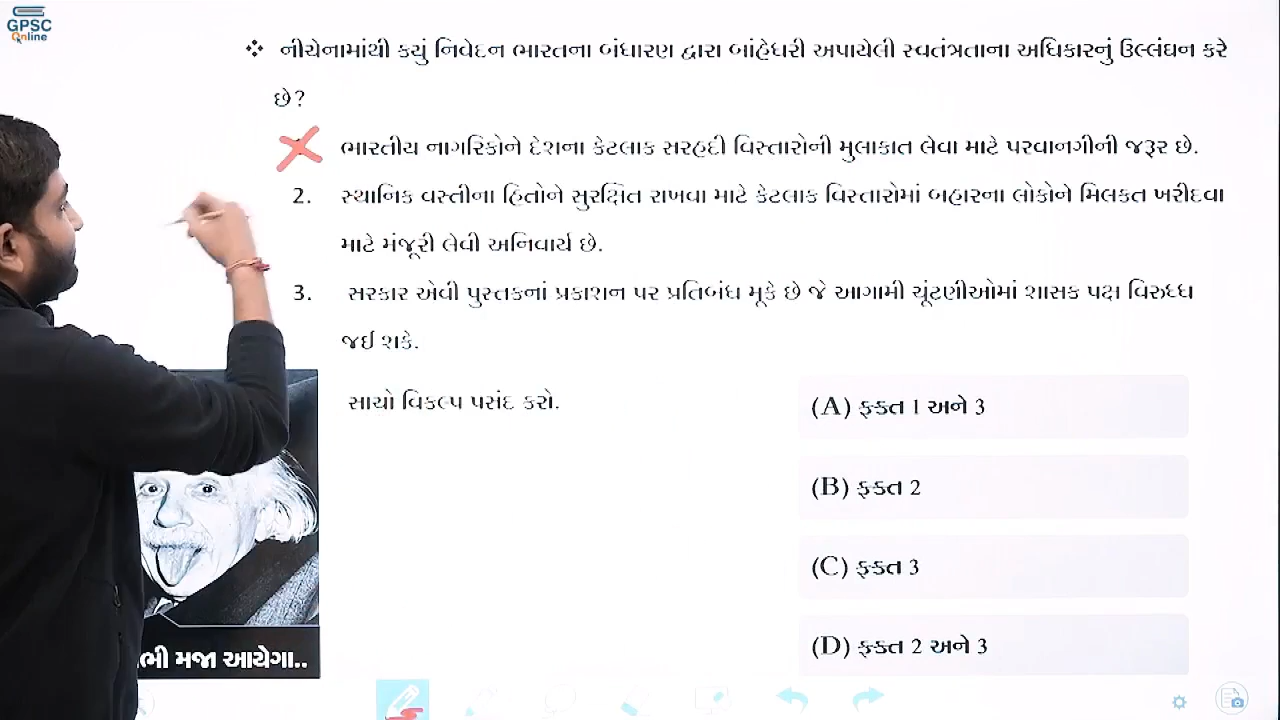 GPSC
Online
❖ નીચેનામાંથી કયું નિવેદન ભારતના બંધારણ દ્વારા બાંહેધરી અપાયેલી સ્વતંત્રતાના અધિકારનું ઉલ્લંઘન કરે
છે?
ભારતીય નાગરિકોને દેશના કેટલાક સરહદી વિસ્તારોની મુલાકાત લેવા માટે પરવાનગીની જરૂર છે.
2. સ્થાનિક વસ્તીના હિતોને સુરક્ષિત રાખવા માટે કેટલાક વિસ્તારોમાં બહારના લોકોને મિલકત ખરીદવા
માટે મંજૂરી લેવી અનિવાર્ય છે.
3. સરકાર એવી પુસ્તકનાં પ્રકાશન પર પ્રતિબંધ મૂકે છે જે આગામી ચૂંટણીઓમાં શાસક પક્ષ વિરુધ્ધ
જઈ શકે.
સાચો વિકલ્પ પસંદ કરો.
(A) ફક્ત 1 અને 3
(B) ફક્ત 2
(C) ફક્ત 3
(D) ફક્ત 2 અને 3
ભી મજા આયેગા..